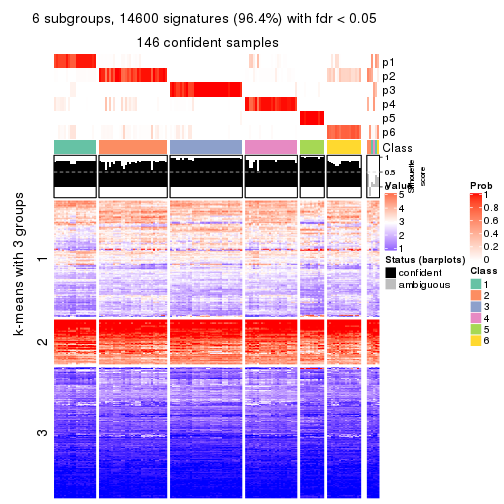 6 subgroups, 14600 signatures (96.4%) with fdr < 0.05
146 confident samples
p1
p2
p3
p4
p5
p6
Class
1
0.5
0
Silhouette
score
k-means with 3 groups
1
2
3
Value
5
4
3
2
1
Status (barplots)
confident
ambiguous
Prob
1
0.8
0.6
0.4
0.2
0
Class
1
2
3
4
5
6